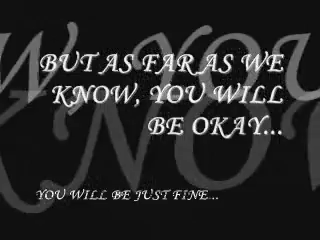 BUT AS FAR AS WE
KNOW, YOU WILL
BE OKAY...
YOU WILL BE JUST FINE...